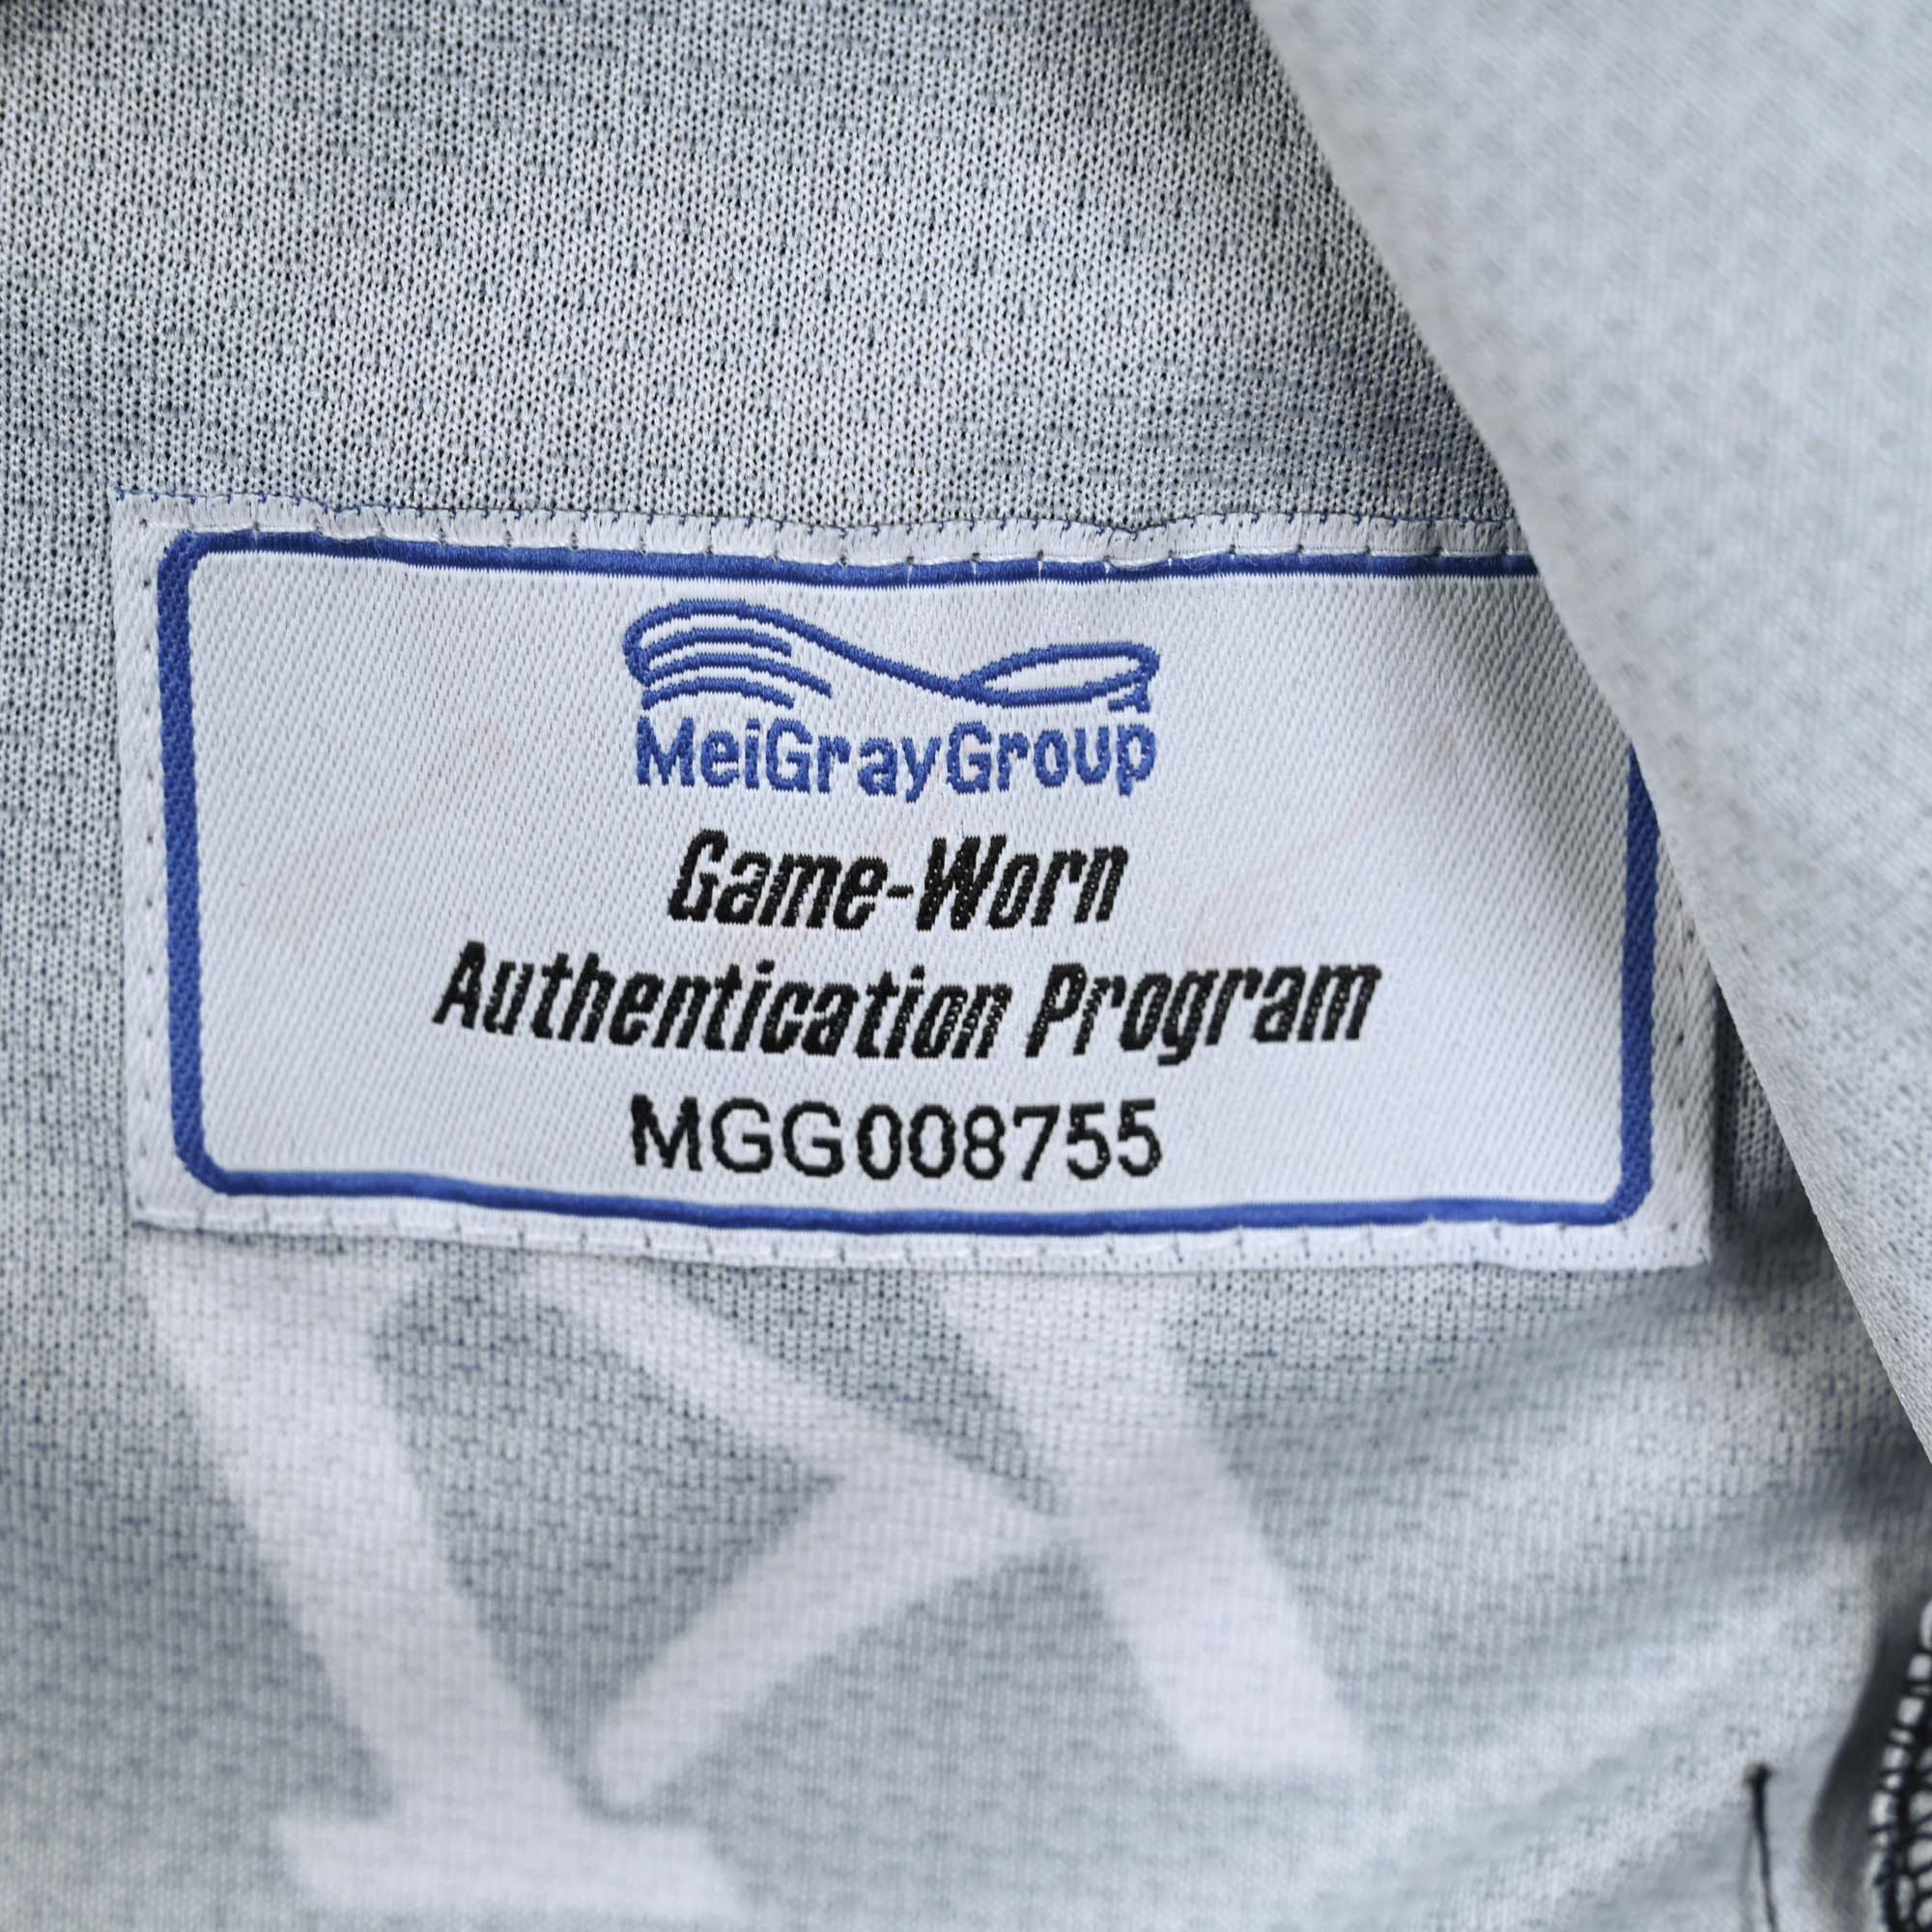 MeiGrayGroup
Game-Worn
Authentication Program
MGG008755